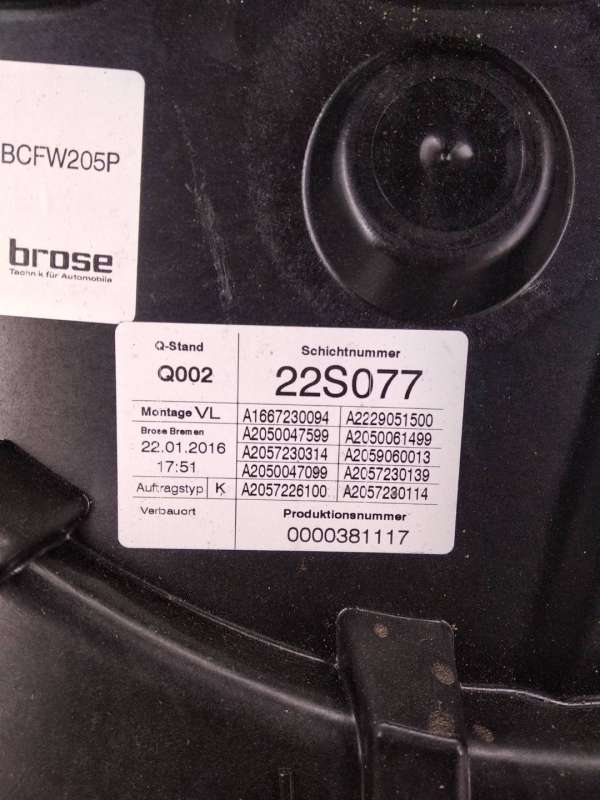 BCFW205P
brose
Technik für Automobile
Q-Stand
Schichtnummer
Q002
22S077
Montage VL
A1667230094 A2229051500
Brose Bremen
A2050047599 A2050061499
22.01.2016
A2057230314 A2059060013
17:51
A2050047099 A2057230139
Auftragstyp K
A2057226100 A2057230114
Verbauort
Produktionsnummer
0000381117